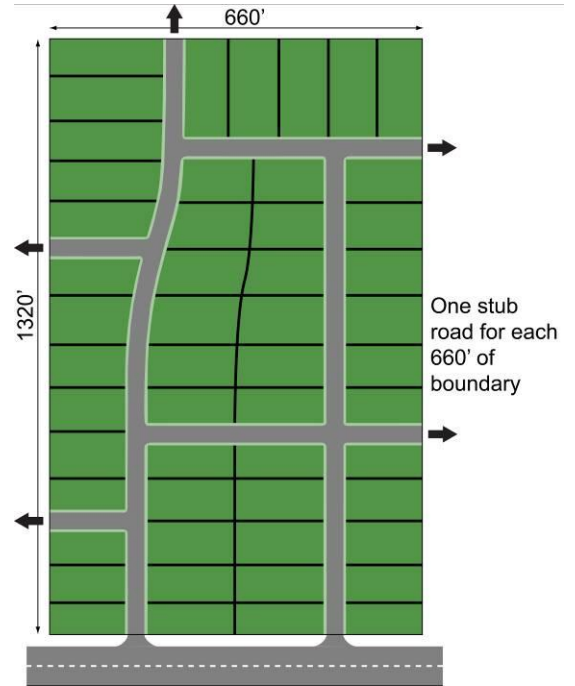 660’
1320’
One stub
road for each
660’ of
boundary